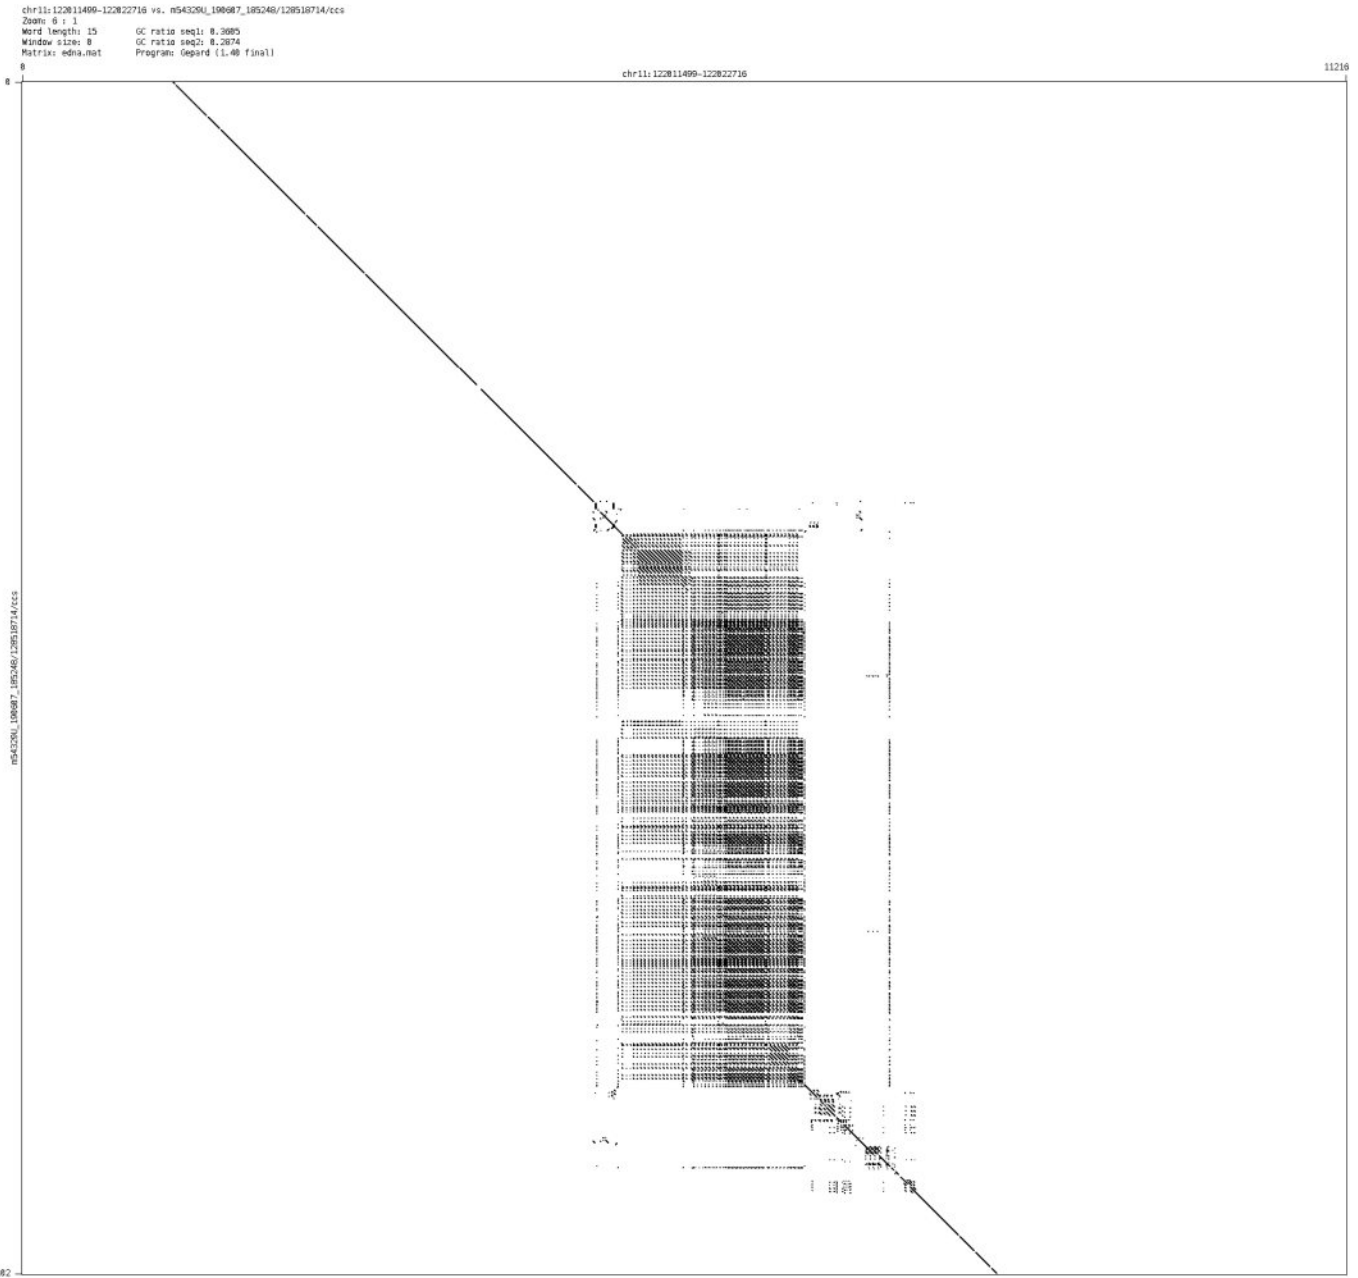 chr11:122011499-122022716 vs. m54329U_190607_185248/128518714/ccs
Zoom: 6 : 1
Word length: 15 GC ratio seq1: 0.3605
Window size: 0 GC ratio seq2: 0.2874
Matrix: edna.mat Program: Gepard (1.40 final)
0
11216
chr11:122011499-122022716
0
m54329U_190607_185248/128518714/ccs